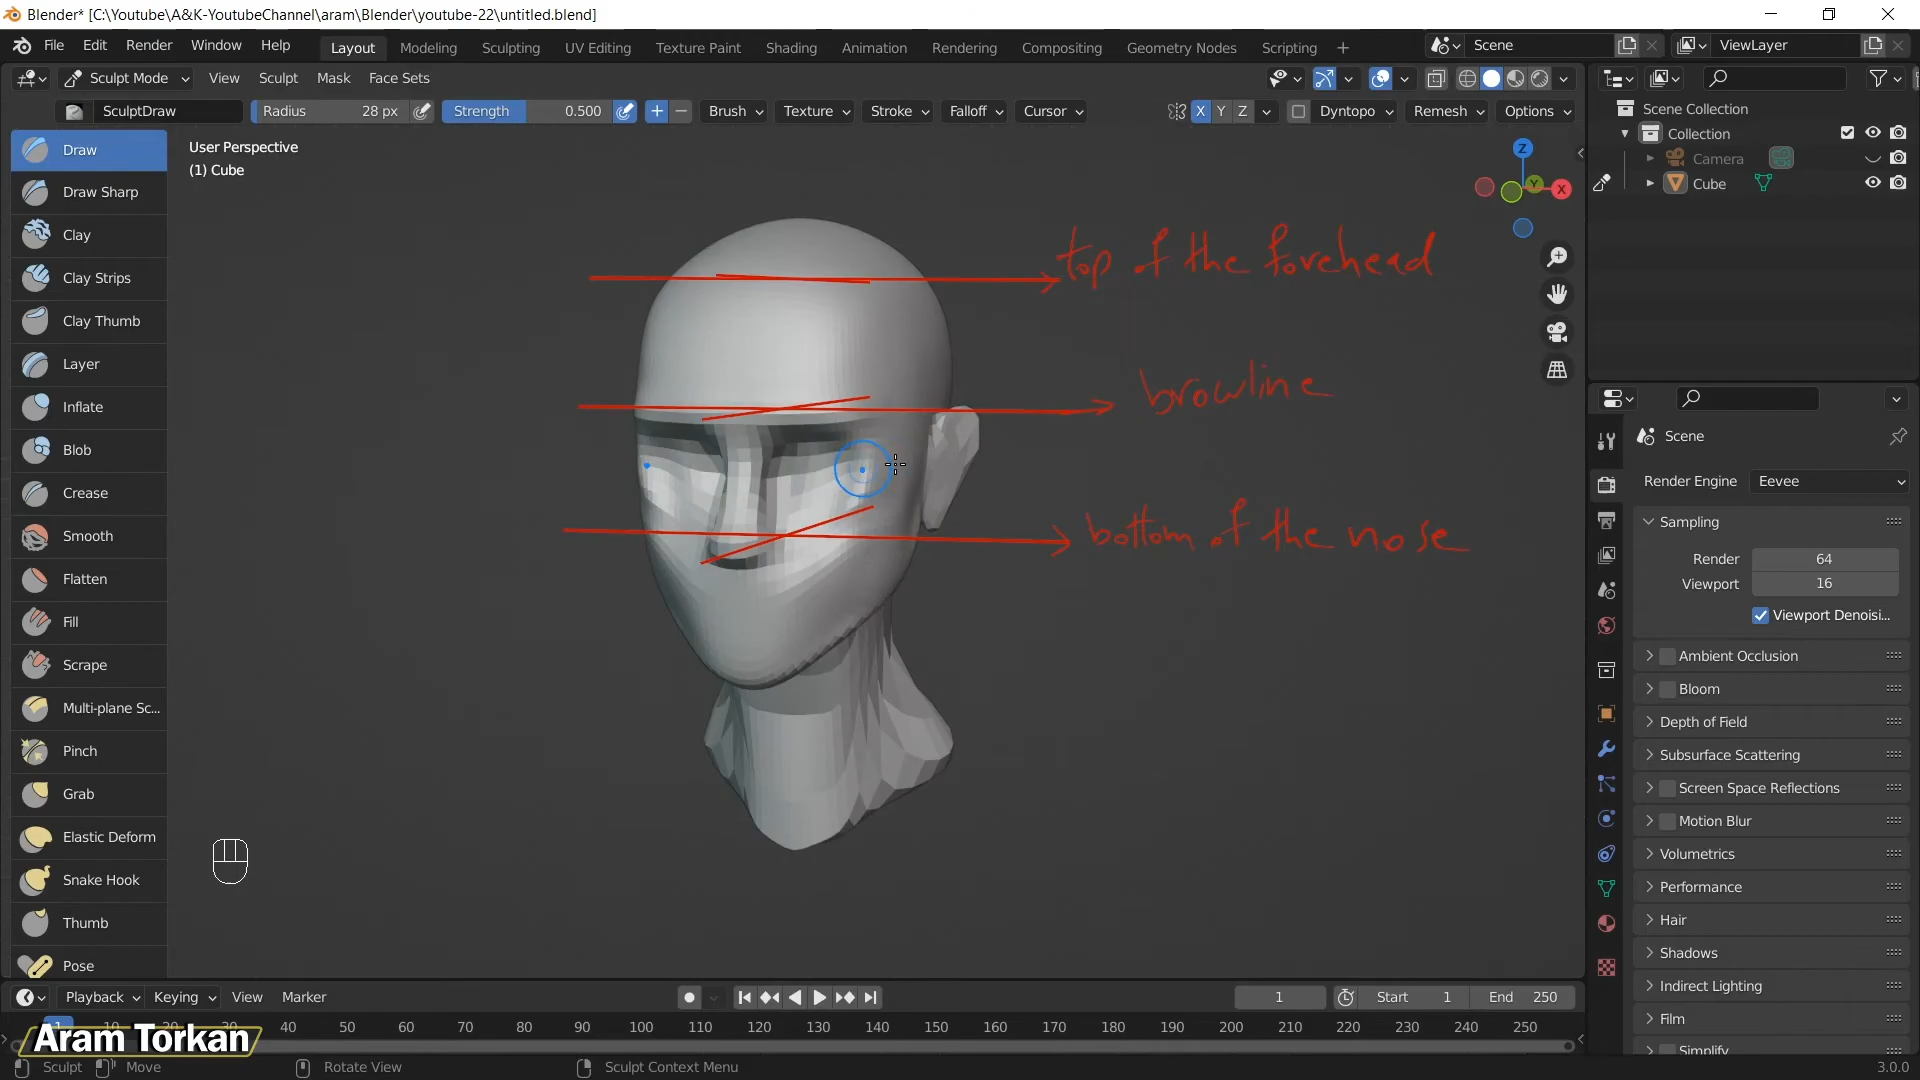 Blender* [C:\Youtube\A&K-YoutubeChannel\aram\Blender\youtube-22\untitled.blend]
File Edit Render Window Help Layout Modeling Sculpting UV Editing Texture Paint Shading Animation Rendering Compositing Geometry Nodes Scripting + Scene ViewLayer
Sculpt Mode View Sculpt Mask Face Sets
SculptDraw Radius 28 px Strength 0.500 + − Brush Texture Stroke Falloff Cursor X Y Z Dyntopo Remesh Options
Draw
Draw Sharp
Clay
Clay Strips
Clay Thumb
Layer
Inflate
Blob
Crease
Smooth
Flatten
Fill
Scrape
Multi-plane Sc...
Pinch
Grab
Elastic Deform
Snake Hook
Thumb
Pose
User Perspective
(1) Cube
Z
Y
X
top of the forehead
browline
bottom of the nose
Scene Collection
Collection
Camera
Cube
Scene
Render Engine Eevee
Sampling
Render 64
Viewport 16
Viewport Denoisi...
Ambient Occlusion
Bloom
Depth of Field
Subsurface Scattering
Screen Space Reflections
Motion Blur
Volumetrics
Performance
Hair
Shadows
Indirect Lighting
Film
Simplify
Playback Keying View Marker 1 Start 1 End 250
1 10 20 30 40 50 60 70 80 90 100 110 120 130 140 150 160 170 180 190 200 210 220 230 240 250
Aram Torkan
Sculpt Move Rotate View Sculpt Context Menu 3.0.0